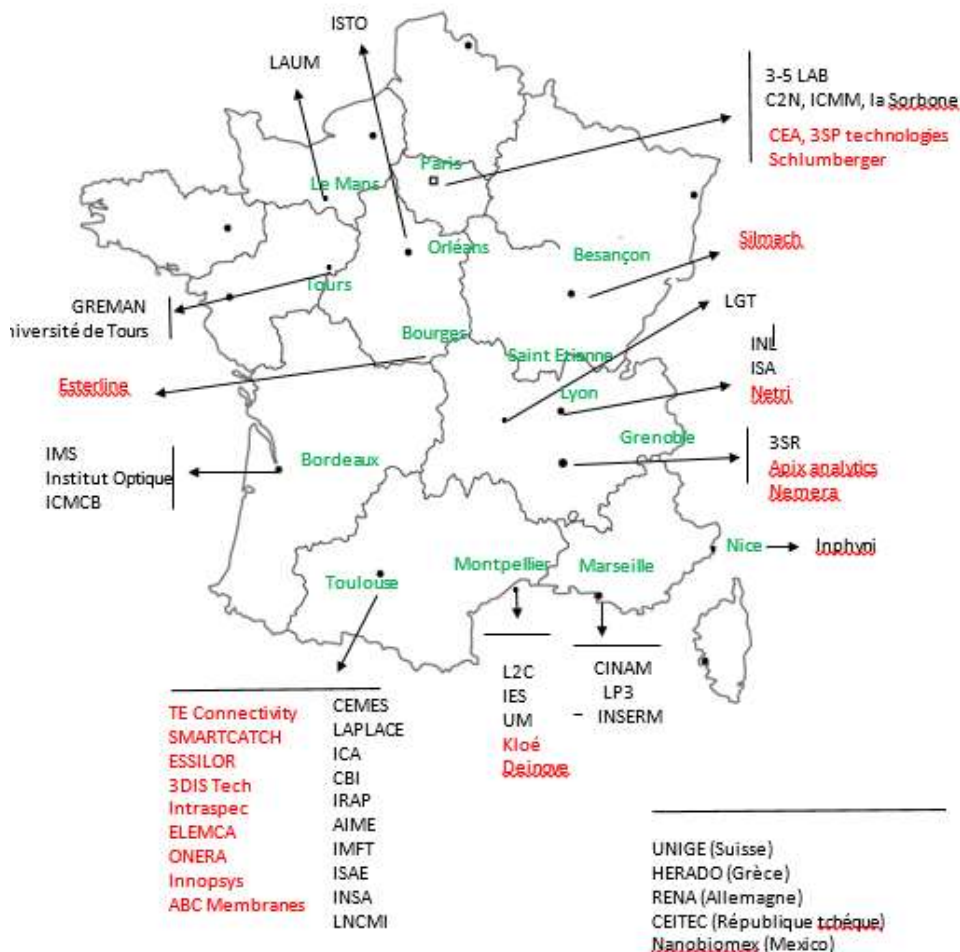 ISTO
LAUM
3-5 LAB
C2N, ICMM, la Sorbone
CEA, 3SP technologies
Schlumberger
Paris
Le Mans
Orléans
Besançon
Silmach
Tours
GREMAN
niversité de Tours
LGT
Bourges
Saint Etienne
INL
ISA
Netri
Lyon
Esterline
Grenoble
3SR
Apix analytics
Nemera
IMS
Institut Optique
ICMCB
Bordeaux
Nice
Inphyni
Toulouse
Montpellier
Marseille
TE Connectivity
SMARTCATCH
ESSILOR
3DIS Tech
Intraspec
ELEMCA
ONERA
Innopsys
ABC Membranes
CEMES
LAPLACE
ICA
CBI
IRAP
AIME
IMFT
ISAE
INSA
LNCMI
L2C
IES
UM
Kloé
Deinove
CINAM
LP3
- INSERM
UNIGE (Suisse)
HERADO (Grèce)
RENA (Allemagne)
CEITEC (République tchéque)
Nanobiomex (Mexico)